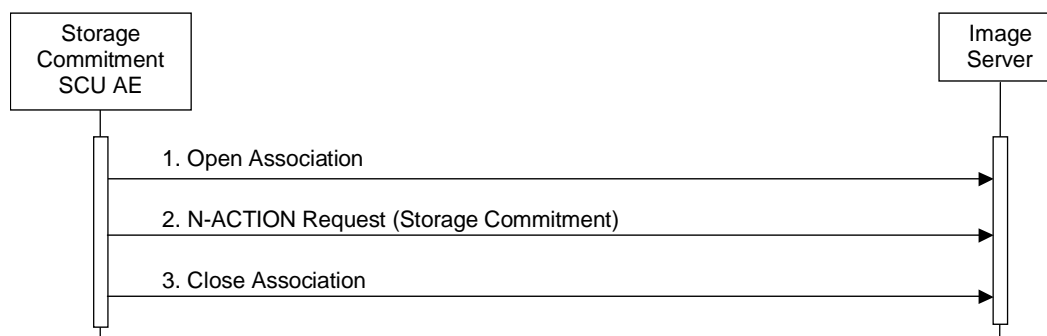 Storage
Commitment
SCU AE
Image
Server
1. Open Association
2. N-ACTION Request (Storage Commitment)
3. Close Association